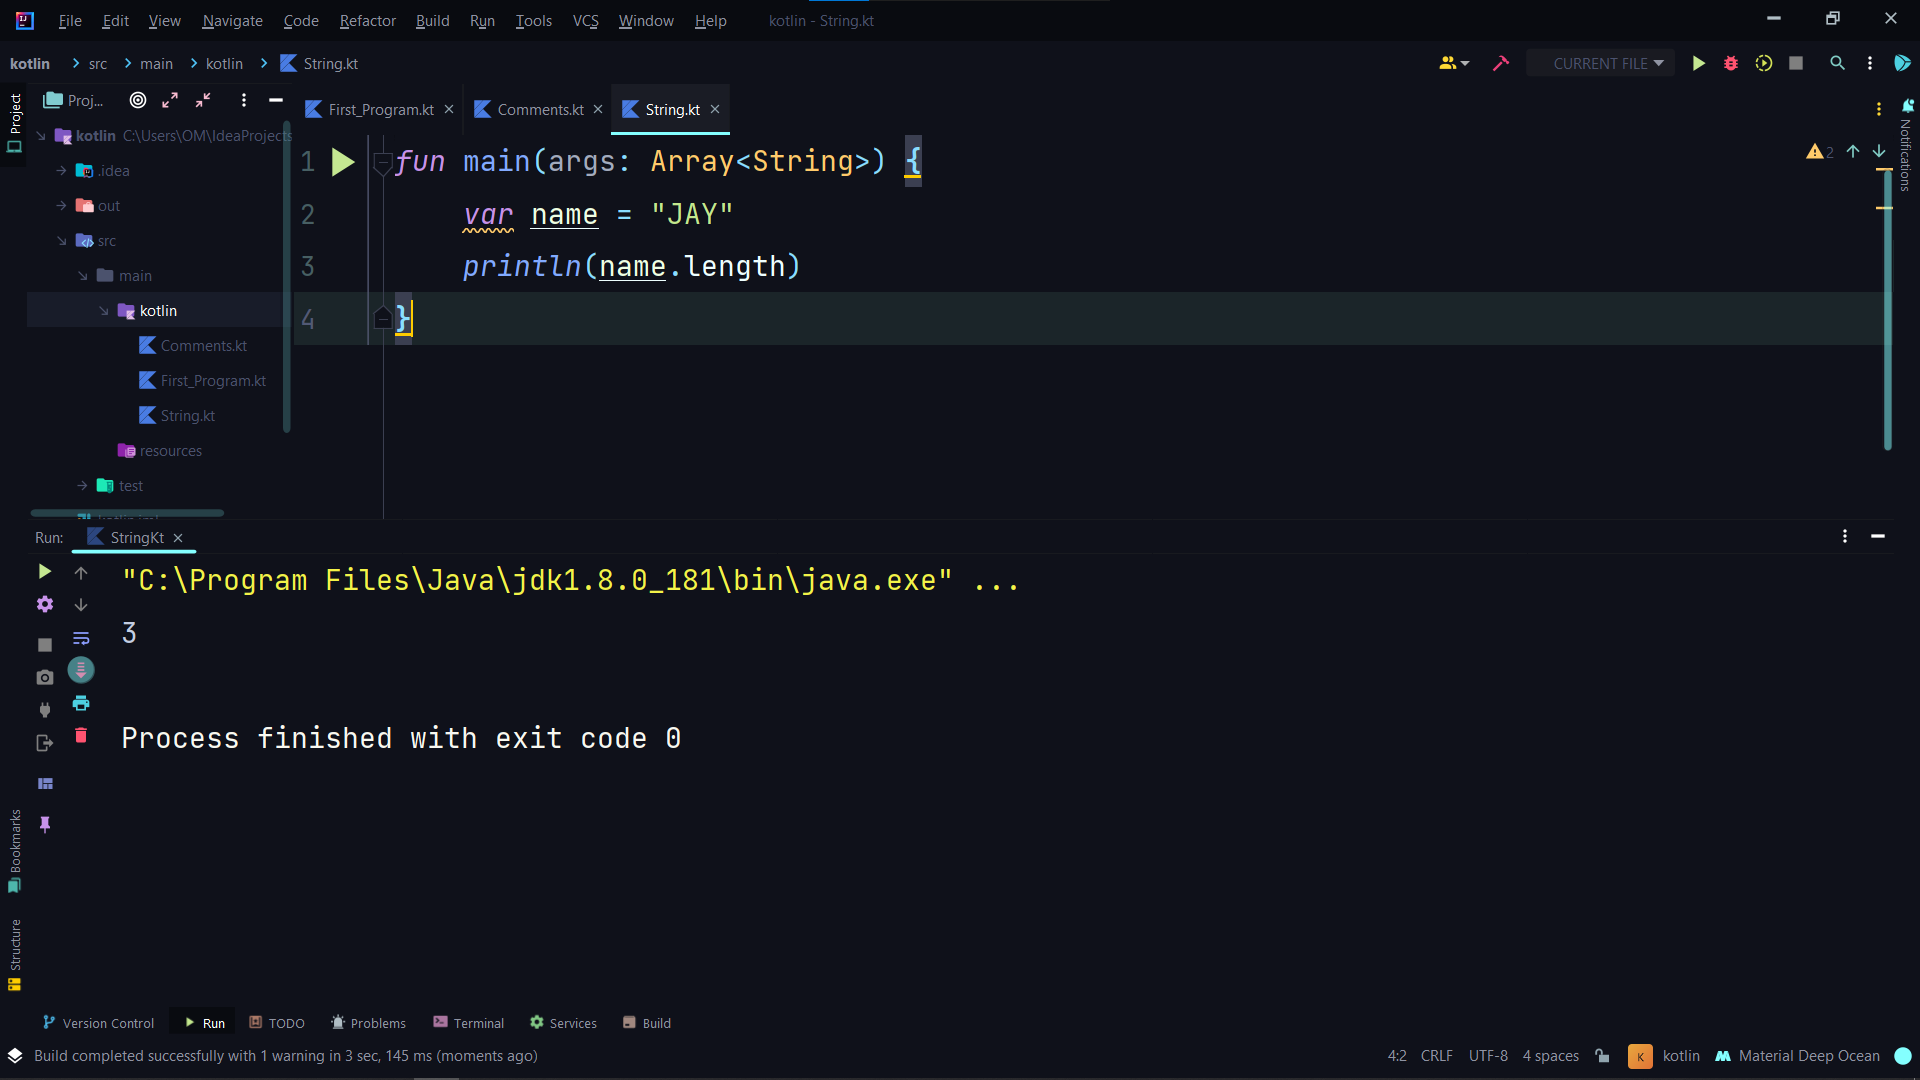 File Edit View Navigate Code Refactor Build Run Tools VCS Window Help kotlin - String.kt
kotlin src main kotlin String.kt
CURRENT FILE
Project
Proj...
First_Program.kt Comments.kt String.kt
Notifications
kotlin C:\Users\OM\IdeaProjects
.idea
out
src
main
kotlin
Comments.kt
First_Program.kt
String.kt
resources
test
1 fun main(args: Array<String>) {
2 var name = "JAY"
3 println(name.length)
4 }
2
Run: StringKt
"C:\Program Files\Java\jdk1.8.0_181\bin\java.exe" ...
3
Process finished with exit code 0
Bookmarks
Structure
Version Control Run TODO Problems Terminal Services Build
Build completed successfully with 1 warning in 3 sec, 145 ms (moments ago)
4:2 CRLF UTF-8 4 spaces K kotlin Material Deep Ocean